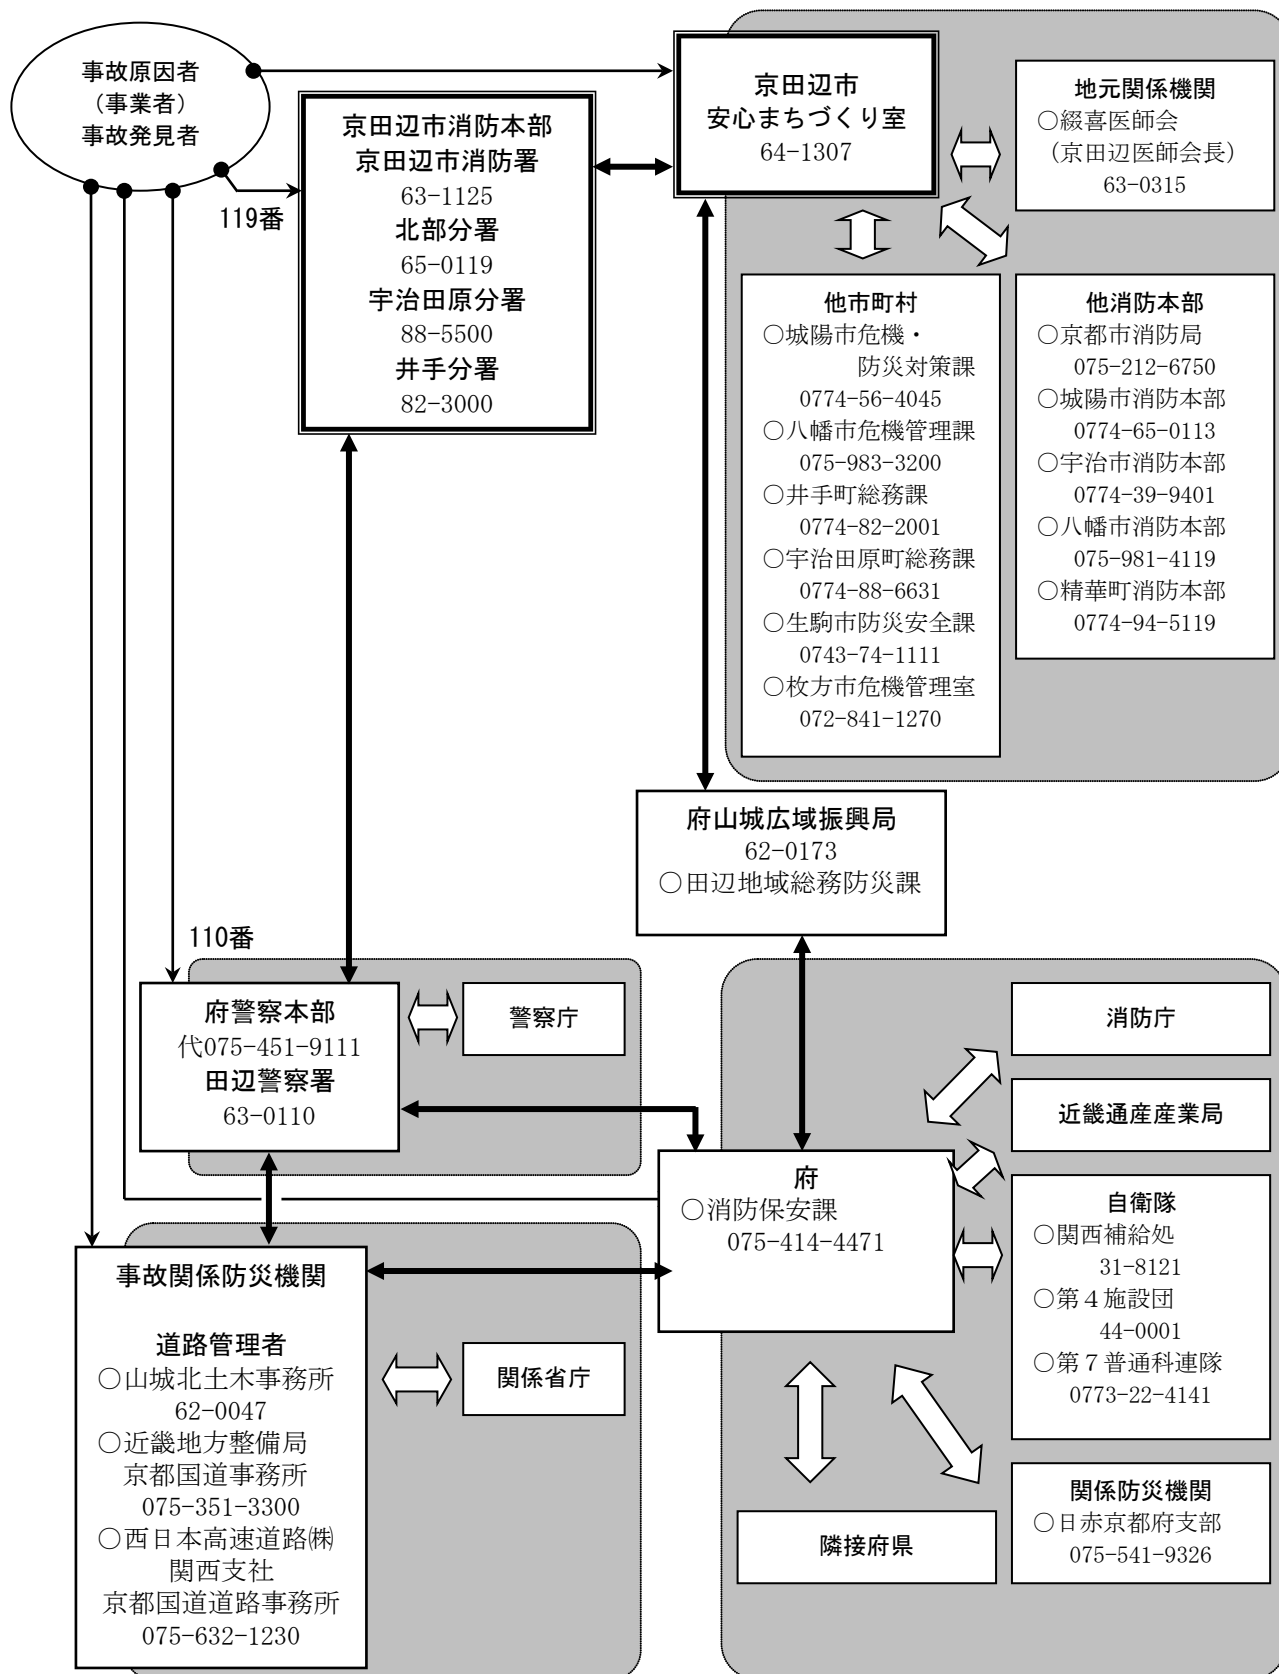 事故原因者
（事業者）
事故発見者
119番
京田辺市消防本部
京田辺市消防署
63-1125
北部分署
65-0119
宇治田原分署
88-5500
井手分署
82-3000
京田辺市
安心まちづくり室
64-1307
地元関係機関
○綴喜医師会
（京田辺医師会長）
63-0315
他市町村
○城陽市危機・
防災対策課
0774-56-4045
○八幡市危機管理課
075-983-3200
○井手町総務課
0774-82-2001
○宇治田原町総務課
0774-88-6631
○生駒市防災安全課
0743-74-1111
○枚方市危機管理室
072-841-1270
他消防本部
○京都市消防局
075-212-6750
○城陽市消防本部
0774-65-0113
○宇治市消防本部
0774-39-9401
○八幡市消防本部
075-981-4119
○精華町消防本部
0774-94-5119
府山城広域振興局
62-0173
○田辺地域総務防災課
110番
府警察本部
代075-451-9111
田辺警察署
63-0110
警察庁
消防庁
近畿通産産業局
府
○消防保安課
075-414-4471
自衛隊
○関西補給処
31-8121
○第４施設団
44-0001
○第７普通科連隊
0773-22-4141
事故関係防災機関
道路管理者
○山城北土木事務所
62-0047
○近畿地方整備局
京都国道事務所
075-351-3300
○西日本高速道路㈱
関西支社
京都国道道路事務所
075-632-1230
関係省庁
隣接府県
関係防災機関
○日赤京都府支部
075-541-9326